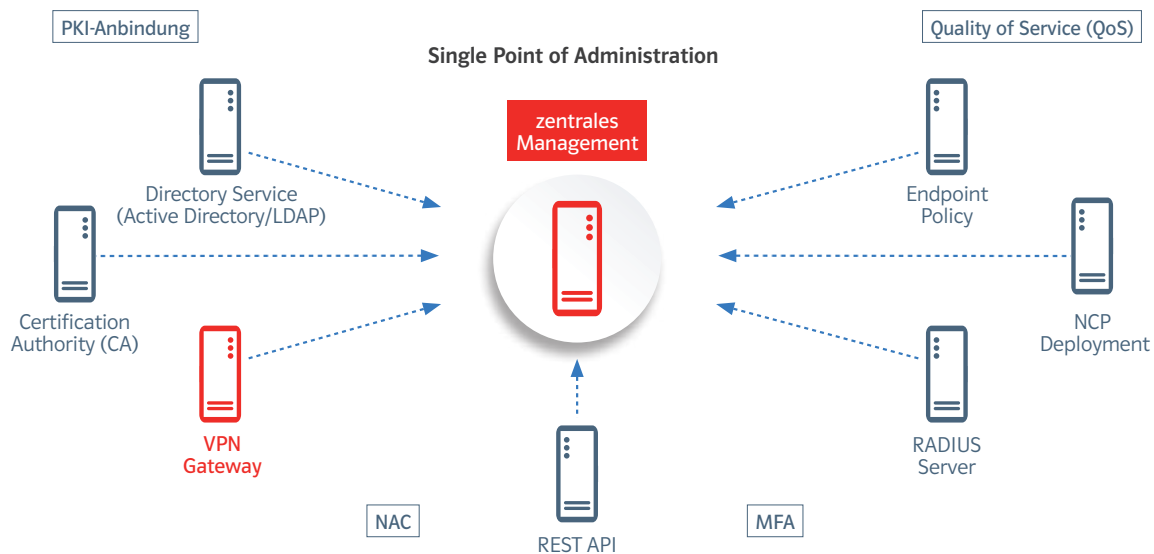 PKI-Anbindung
Quality of Service (QoS)
Single Point of Administration
zentrales
Management
Directory Service
(Active Directory/LDAP)
Endpoint
Policy
Certification
Authority (CA)
NCP
Deployment
VPN
Gateway
RADIUS
Server
NAC
MFA
REST API